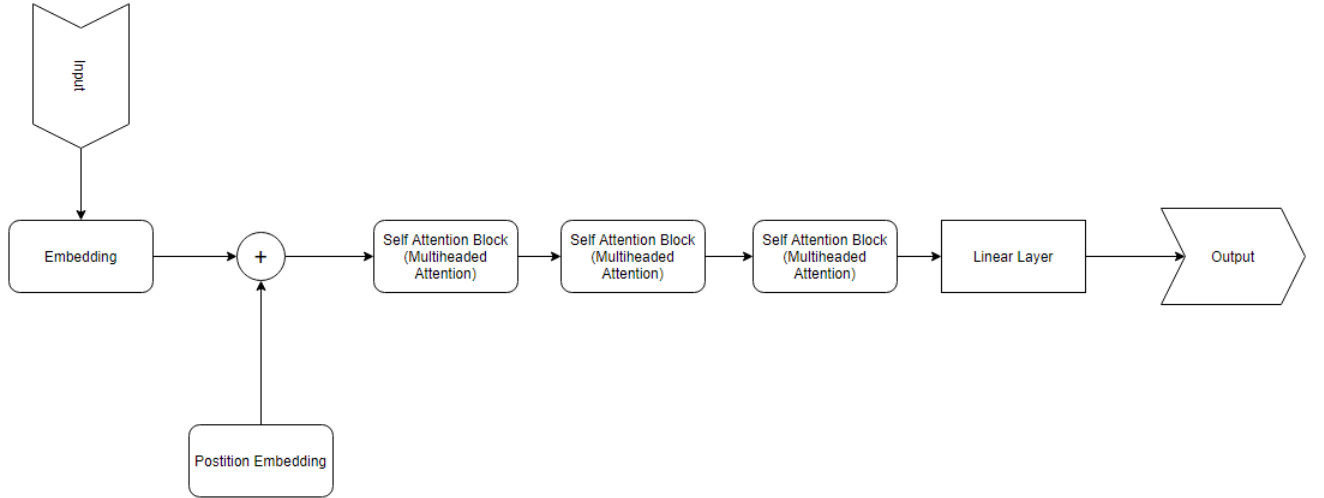 Input
Embedding
+
Self Attention Block
(Multiheaded
Attention)
Self Attention Block
(Multiheaded
Attention)
Self Attention Block
(Multiheaded
Attention)
Linear Layer
Output
Postition Embedding